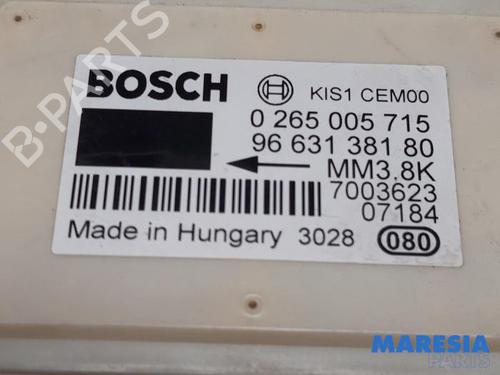 B-PARTS
BOSCH
KIS1 CEM00
0 265 005 715
96 631 381 80
MM3.8K
7003623
07184
Made in Hungary 3028 080
MARESIA
PARTS